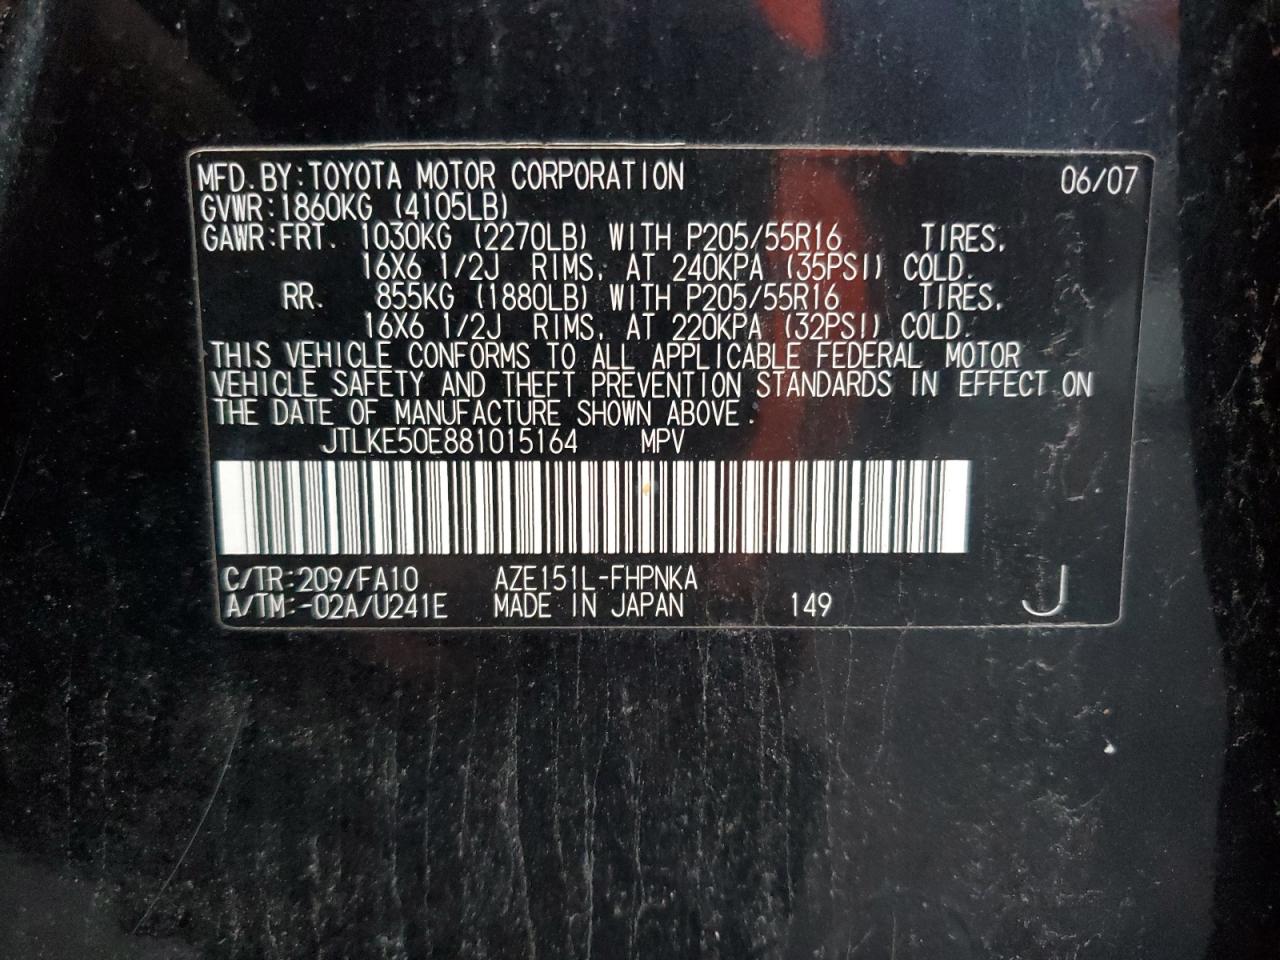 MFD. BY: TOYOTA MOTOR CORPORATION 06/07
GVWR: 1860KG (4105LB)
GAWR: FRT. 1030KG (2270LB) WITH P205/55R16 TIRES,
16X6 1/2J RIMS, AT 240KPA (35PSI) COLD.
RR. 855KG (1880LB) WITH P205/55R16 TIRES,
16X6 1/2J RIMS, AT 220KPA (32PSI) COLD.
THIS VEHICLE CONFORMS TO ALL APPLICABLE FEDERAL MOTOR
VEHICLE SAFETY AND THEFT PREVENTION STANDARDS IN EFFECT ON
THE DATE OF MANUFACTURE SHOWN ABOVE.
JTLKE50E881015164 MPV
C/TR: 209/FA10 AZE151L-FHPNKA
A/TM: -02A/U241E MADE IN JAPAN 149 J